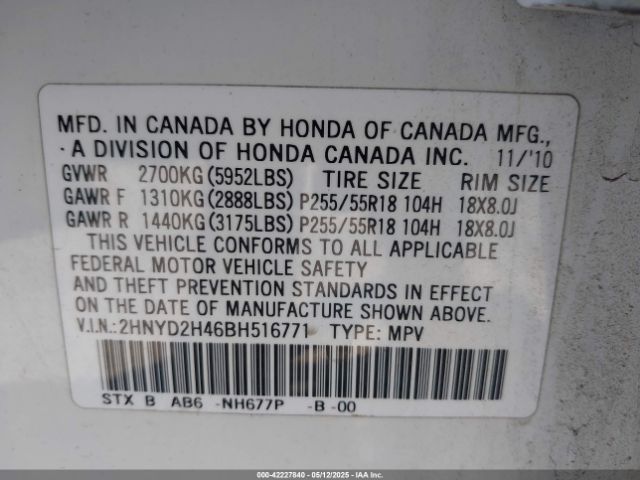 MFD. IN CANADA BY HONDA OF CANADA MFG.,
A DIVISION OF HONDA CANADA INC. 11/'10
GVWR 2700KG(5952LBS) TIRE SIZE RIM SIZE
GAWR F 1310KG(2888LBS) P255/55R18 104H 18X8.0J
GAWR R 1440KG(3175LBS) P255/55R18 104H 18X8.0J
THIS VEHICLE CONFORMS TO ALL APPLICABLE
FEDERAL MOTOR VEHICLE SAFETY
AND THEFT PREVENTION STANDARDS IN EFFECT
ON THE DATE OF MANUFACTURE SHOWN ABOVE.
V.I.N.:2HNYD2H46BH516771 TYPE: MPV
STX B AB6 -NH677P -B-00
000-42227840 - 05/12/2025 - IAAI Copyright